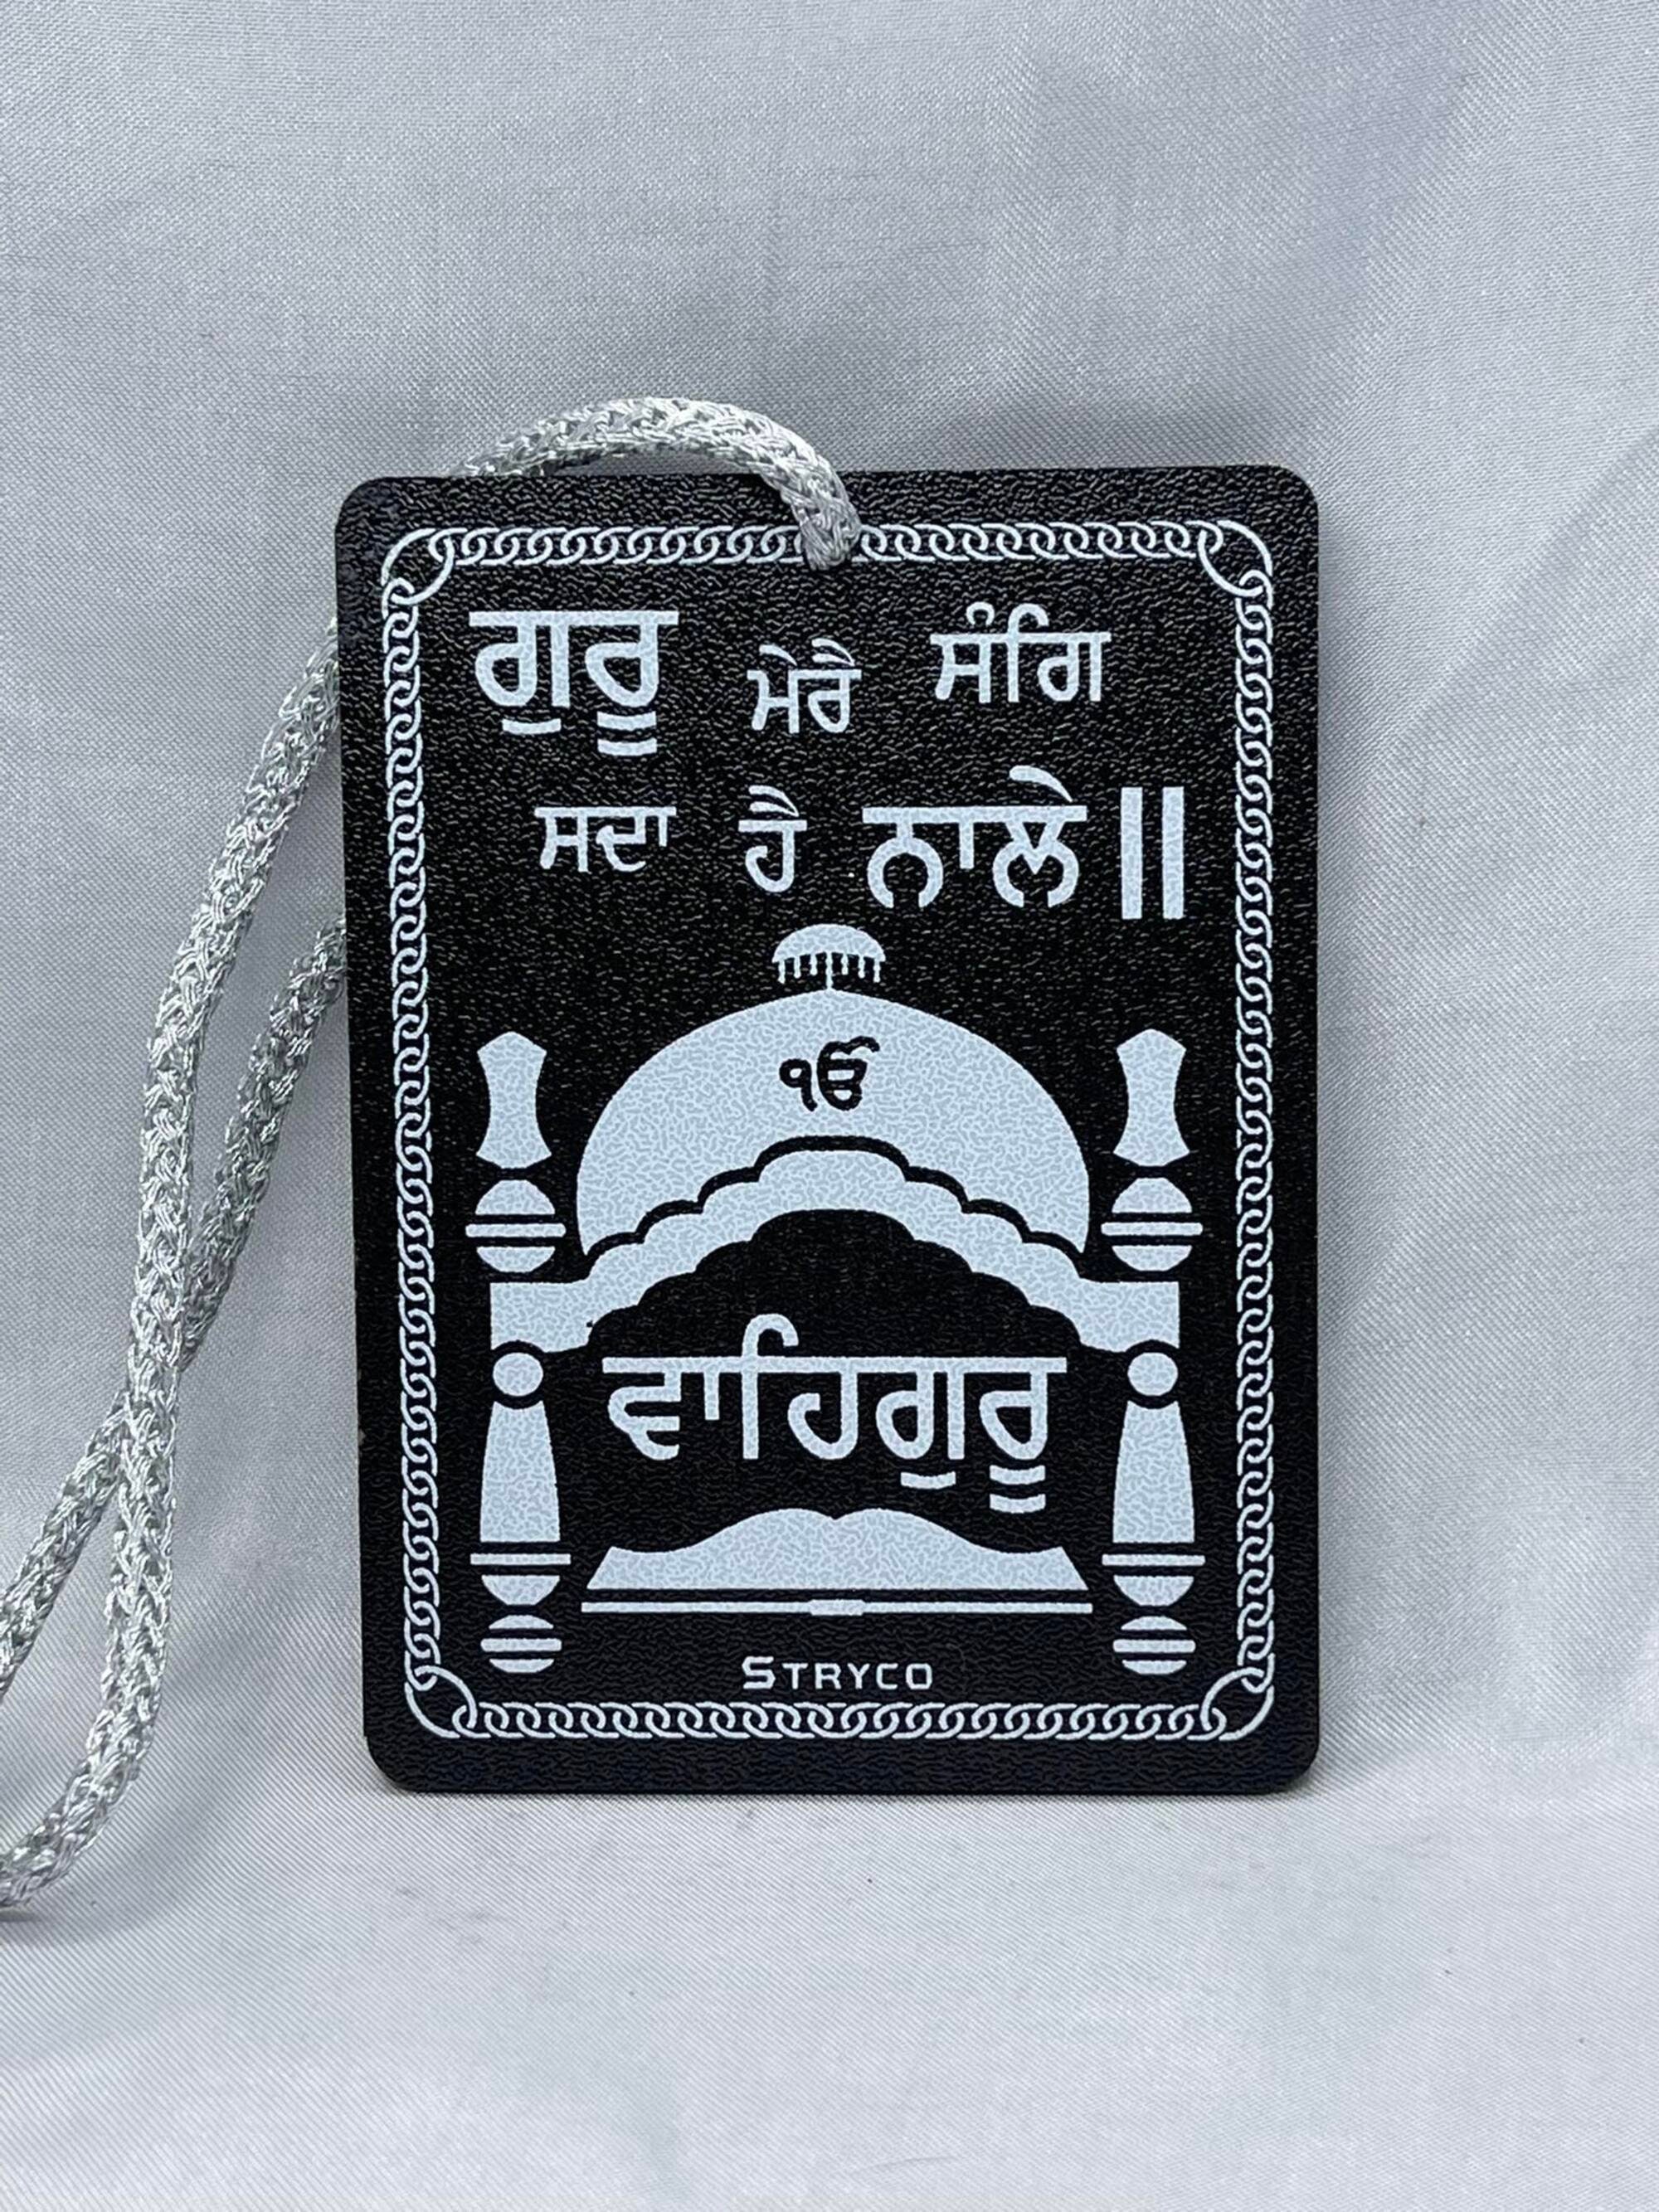 ਗੁਰੂ ਮੇਰੈ ਸੰਗਿ
ਸਦਾ ਹੈ ਨਾਲੇ ||
ੴ
ਵਾਹਿਗੁਰੂ
STRYCO